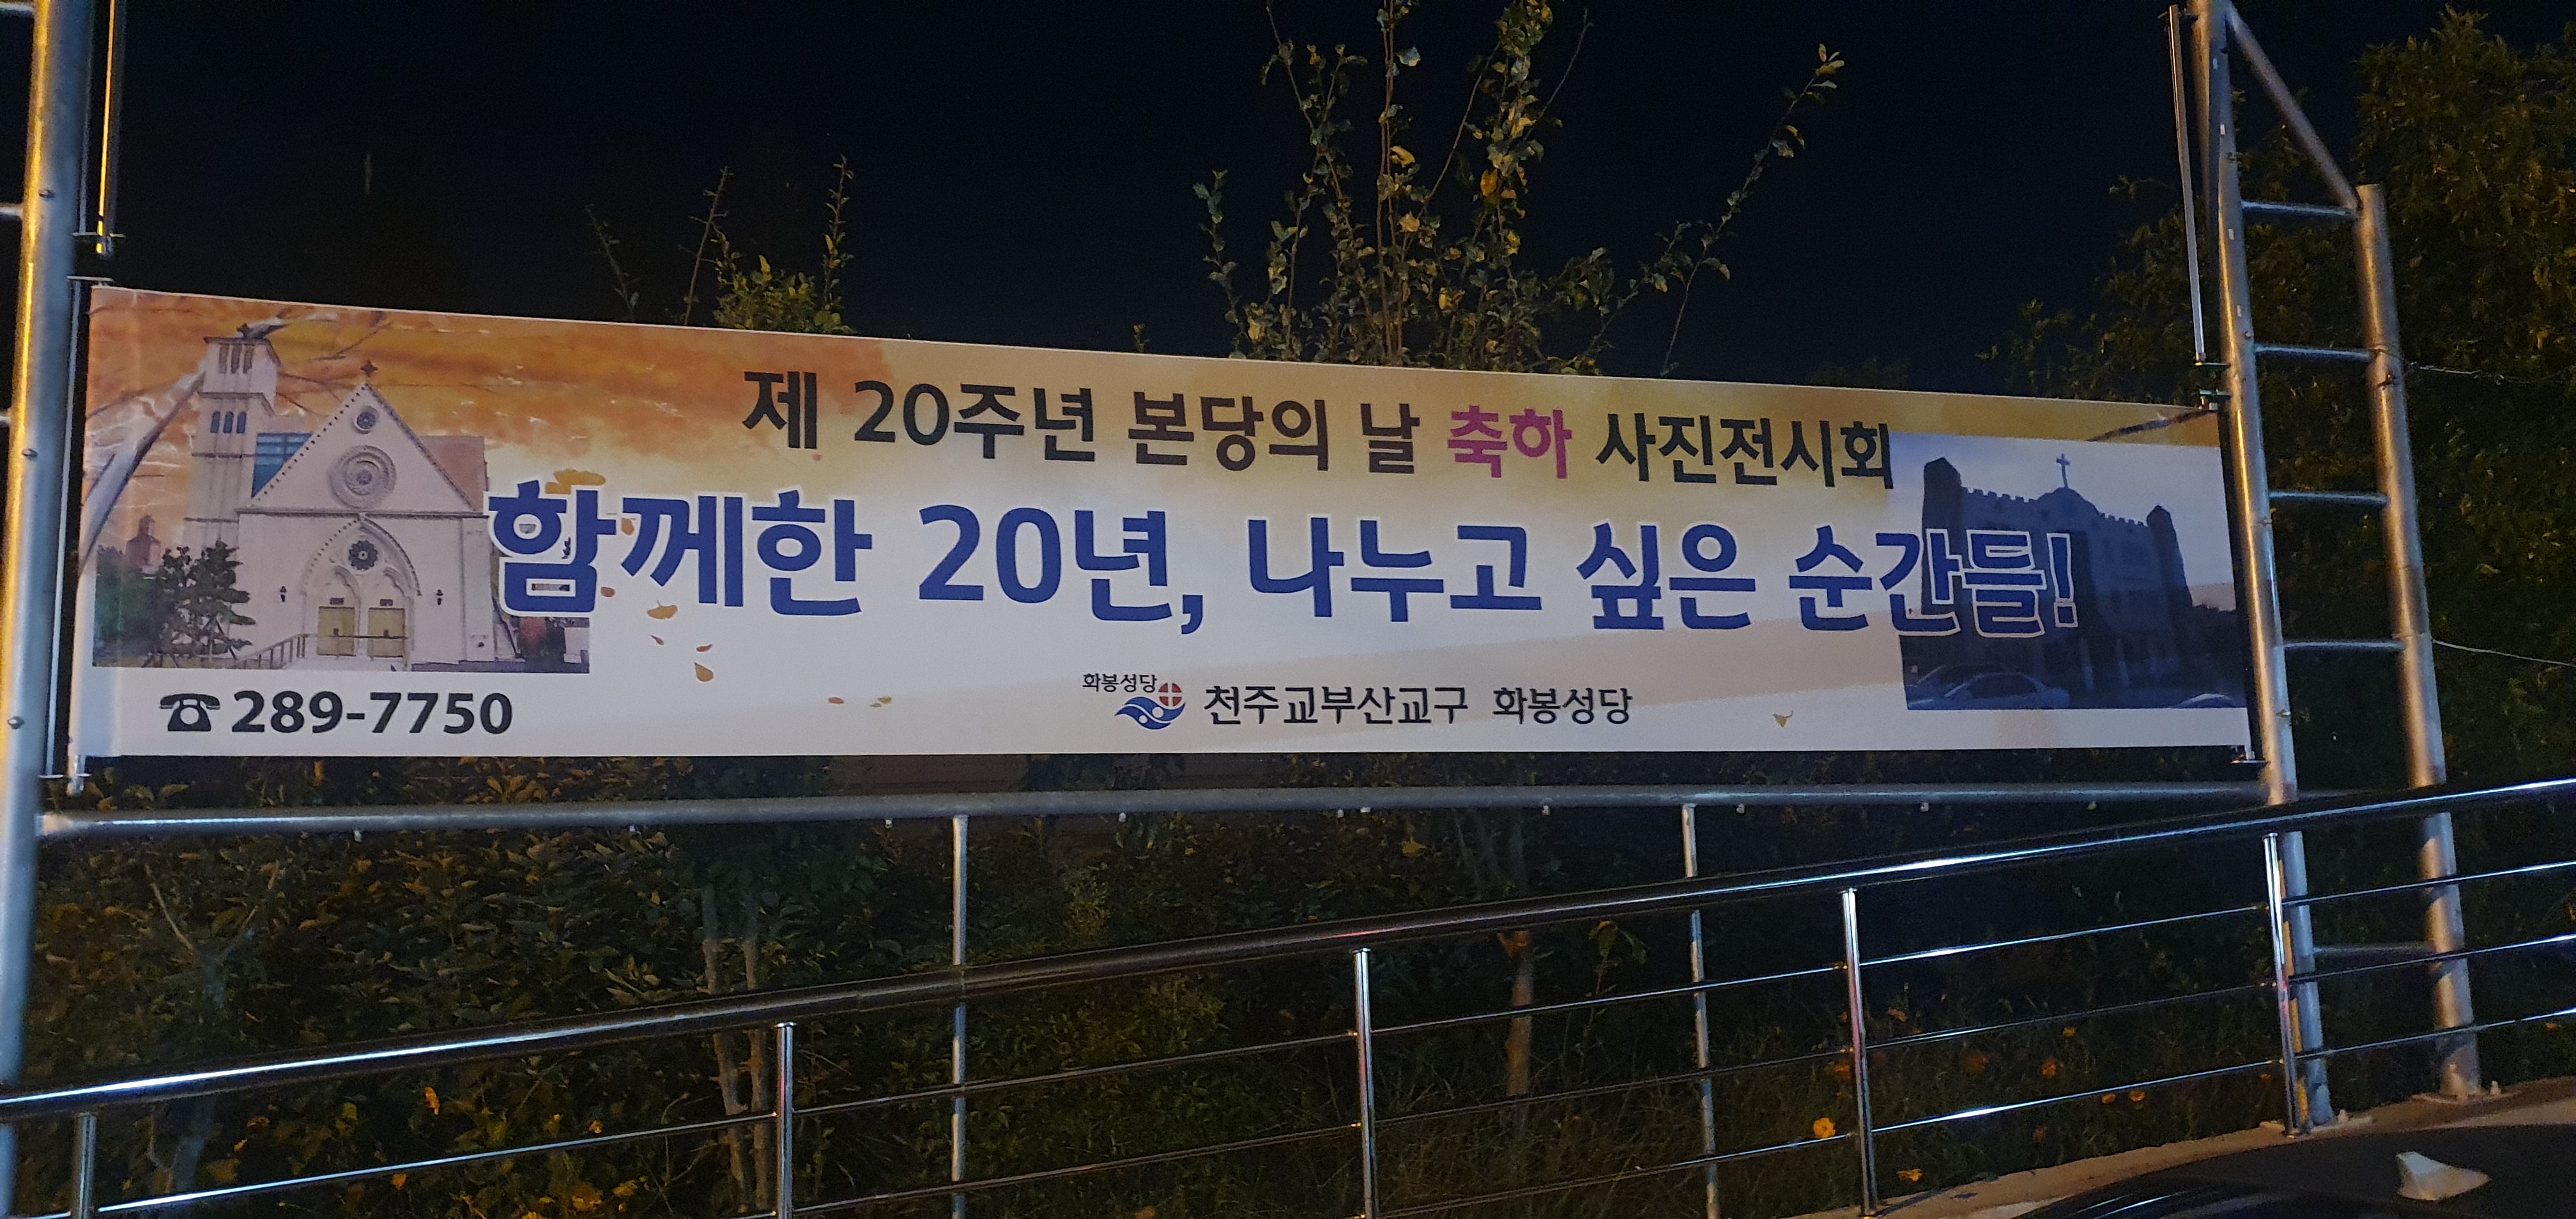 제 20주년 본당의 날 축하 사진전시회
함께한 20년, 나누고 싶은 순간들!
☎289-7750
화봉성당
천주교부산교구 화봉성당